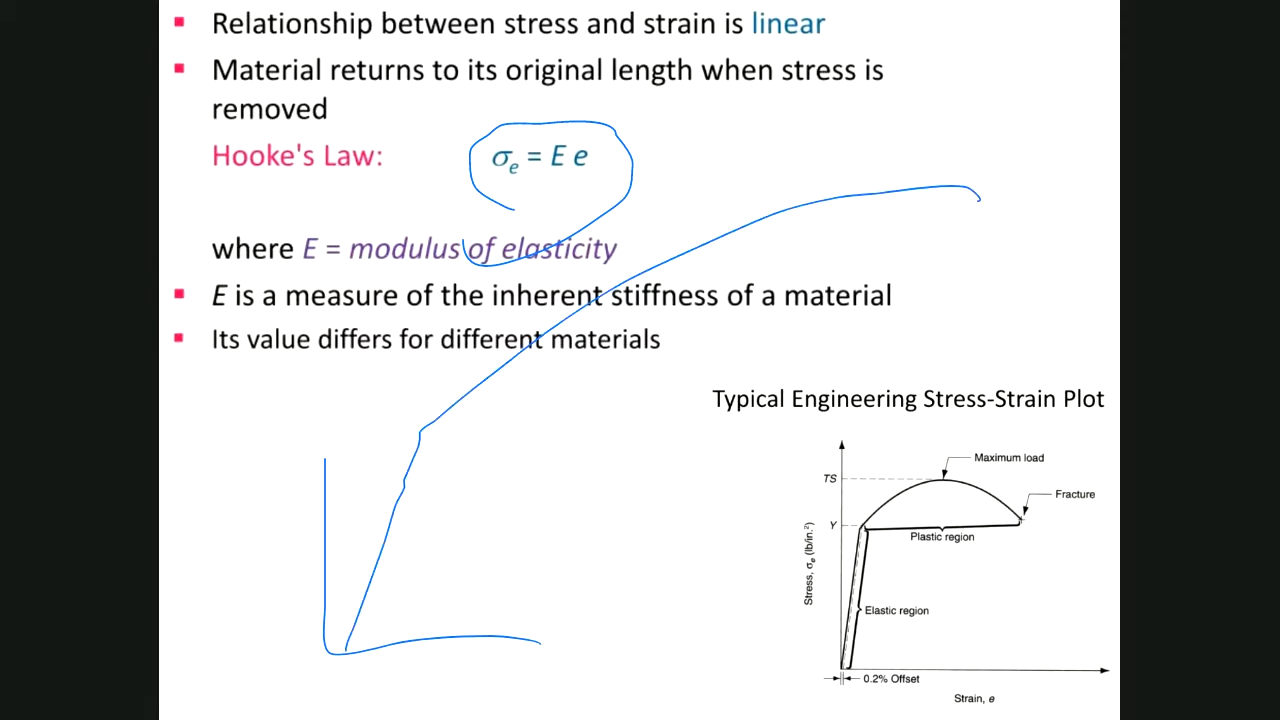 ▪ Relationship between stress and strain is linear
▪ Material returns to its original length when stress is
removed
Hooke's Law: σe = E e
where E = modulus of elasticity
▪ E is a measure of the inherent stiffness of a material
▪ Its value differs for different materials
Typical Engineering Stress-Strain Plot
Maximum load
TS
Fracture
Y
Plastic region
Stress, σe (lb/in.²)
Elastic region
0.2% Offset
Strain, e